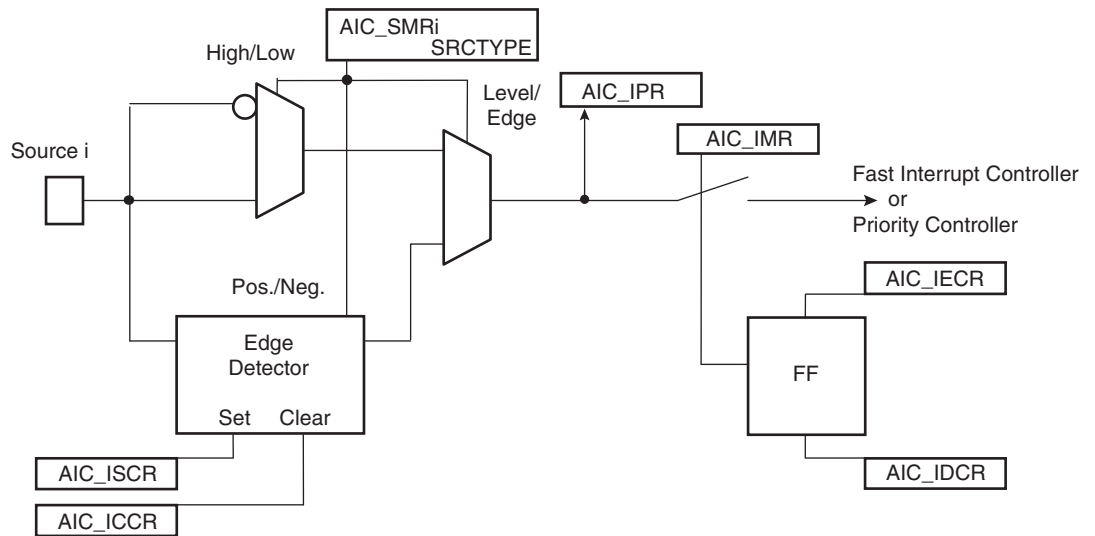 AIC_SMRi
SRCTYPE
High/Low
Level/
Edge
AIC_IPR
AIC_IMR
Source i
Fast Interrupt Controller
or
Priority Controller
Pos./Neg.
AIC_IECR
Edge
Detector
FF
Set Clear
AIC_ISCR
AIC_IDCR
AIC_ICCR